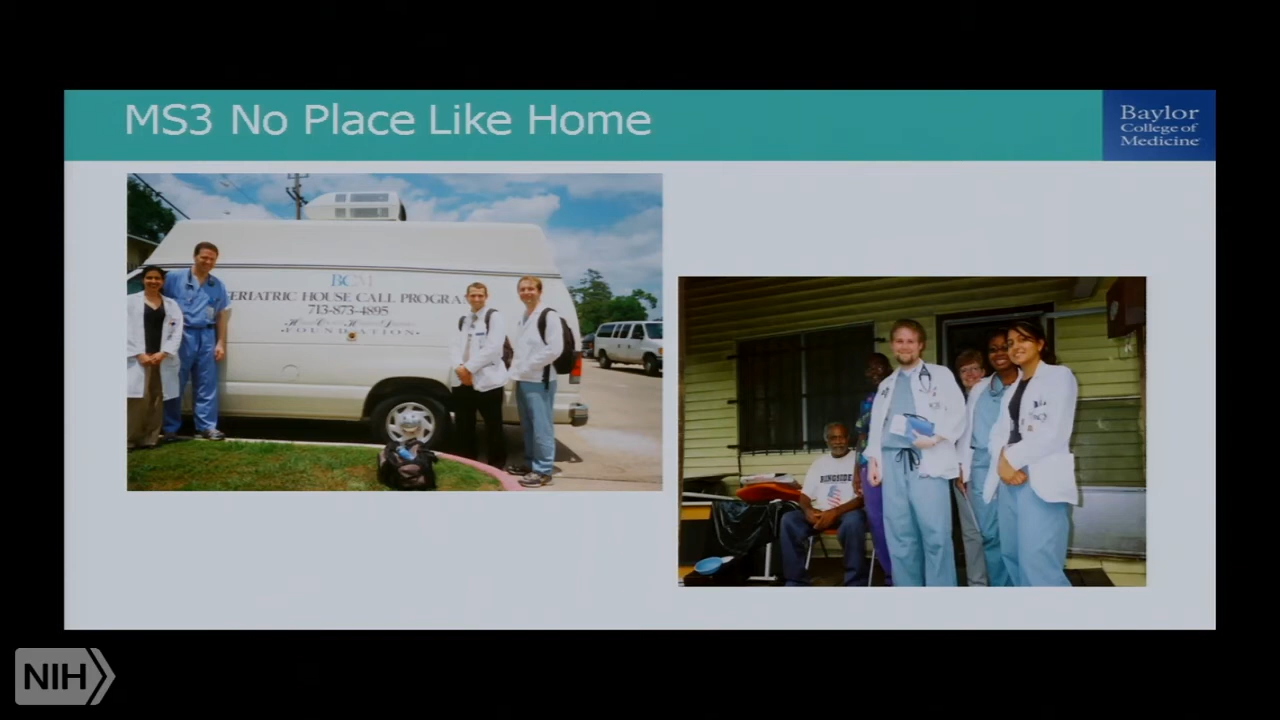 MS3 No Place Like Home
Baylor
College of
Medicine
BCM
GERIATRIC HOUSE CALL PROGRAM
713-873-4895
FOUNDATION
RINGSIDE
NIH